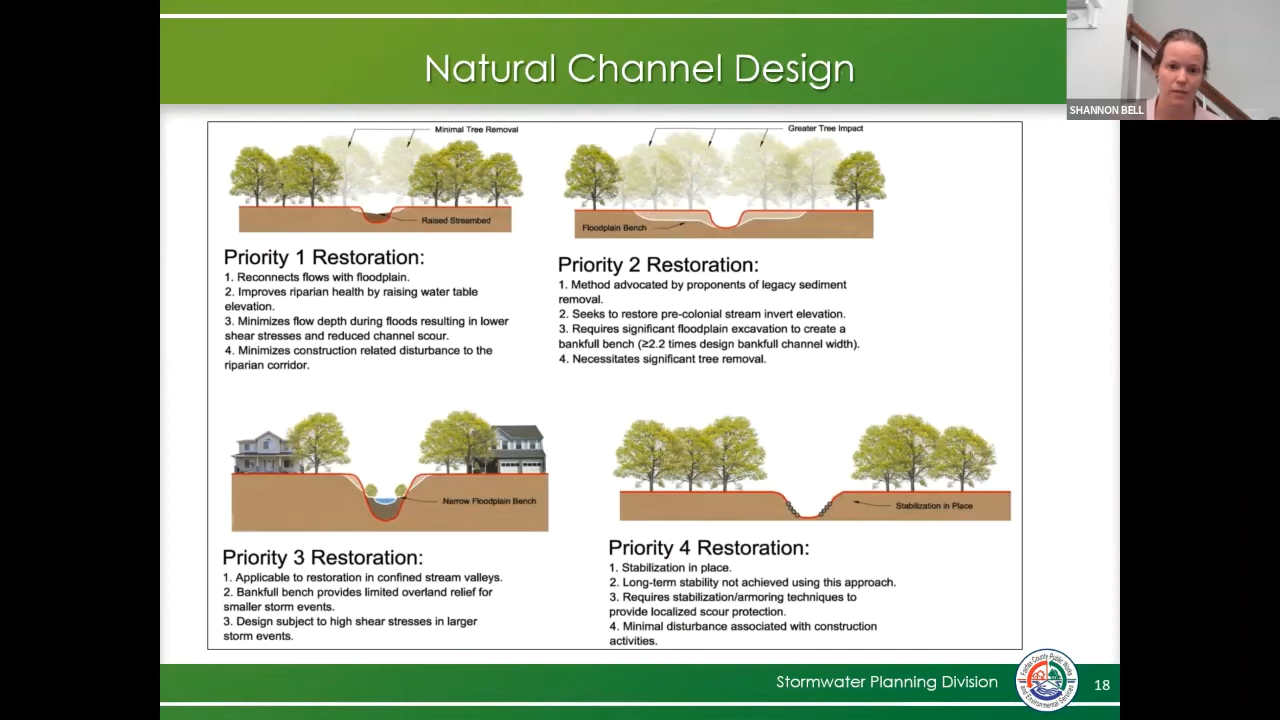 Natural Channel Design
SHANNON BELL
Minimal Tree Removal
Raised Streambed
Priority 1 Restoration:
1. Reconnects flows with floodplain.
2. Improves riparian health by raising water table
elevation.
3. Minimizes flow depth during floods resulting in lower
shear stresses and reduced channel scour.
4. Minimizes construction related disturbance to the
riparian corridor.
Greater Tree Impact
Floodplain Bench
Priority 2 Restoration:
1. Method advocated by proponents of legacy sediment
removal.
2. Seeks to restore pre-colonial stream invert elevation.
3. Requires significant floodplain excavation to create a
bankfull bench (≥2.2 times design bankfull channel width).
4. Necessitates significant tree removal.
Narrow Floodplain Bench
Priority 3 Restoration:
1. Applicable to restoration in confined stream valleys.
2. Bankfull bench provides limited overland relief for
smaller storm events.
3. Design subject to high shear stresses in larger
storm events.
Stabilization in Place
Priority 4 Restoration:
1. Stabilization in place.
2. Long-term stability not achieved using this approach.
3. Requires stabilization/armoring techniques to
provide localized scour protection.
4. Minimal disturbance associated with construction
activities.
Stormwater Planning Division
Fairfax County Public Works
and Environmental Services
18